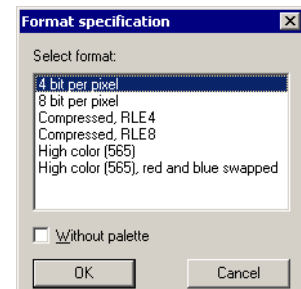 Format specification
Select format:
4 bit per pixel
8 bit per pixel
Compressed, RLE4
Compressed, RLE8
High color (565)
High color (565), red and blue swapped
Without palette
OK
Cancel